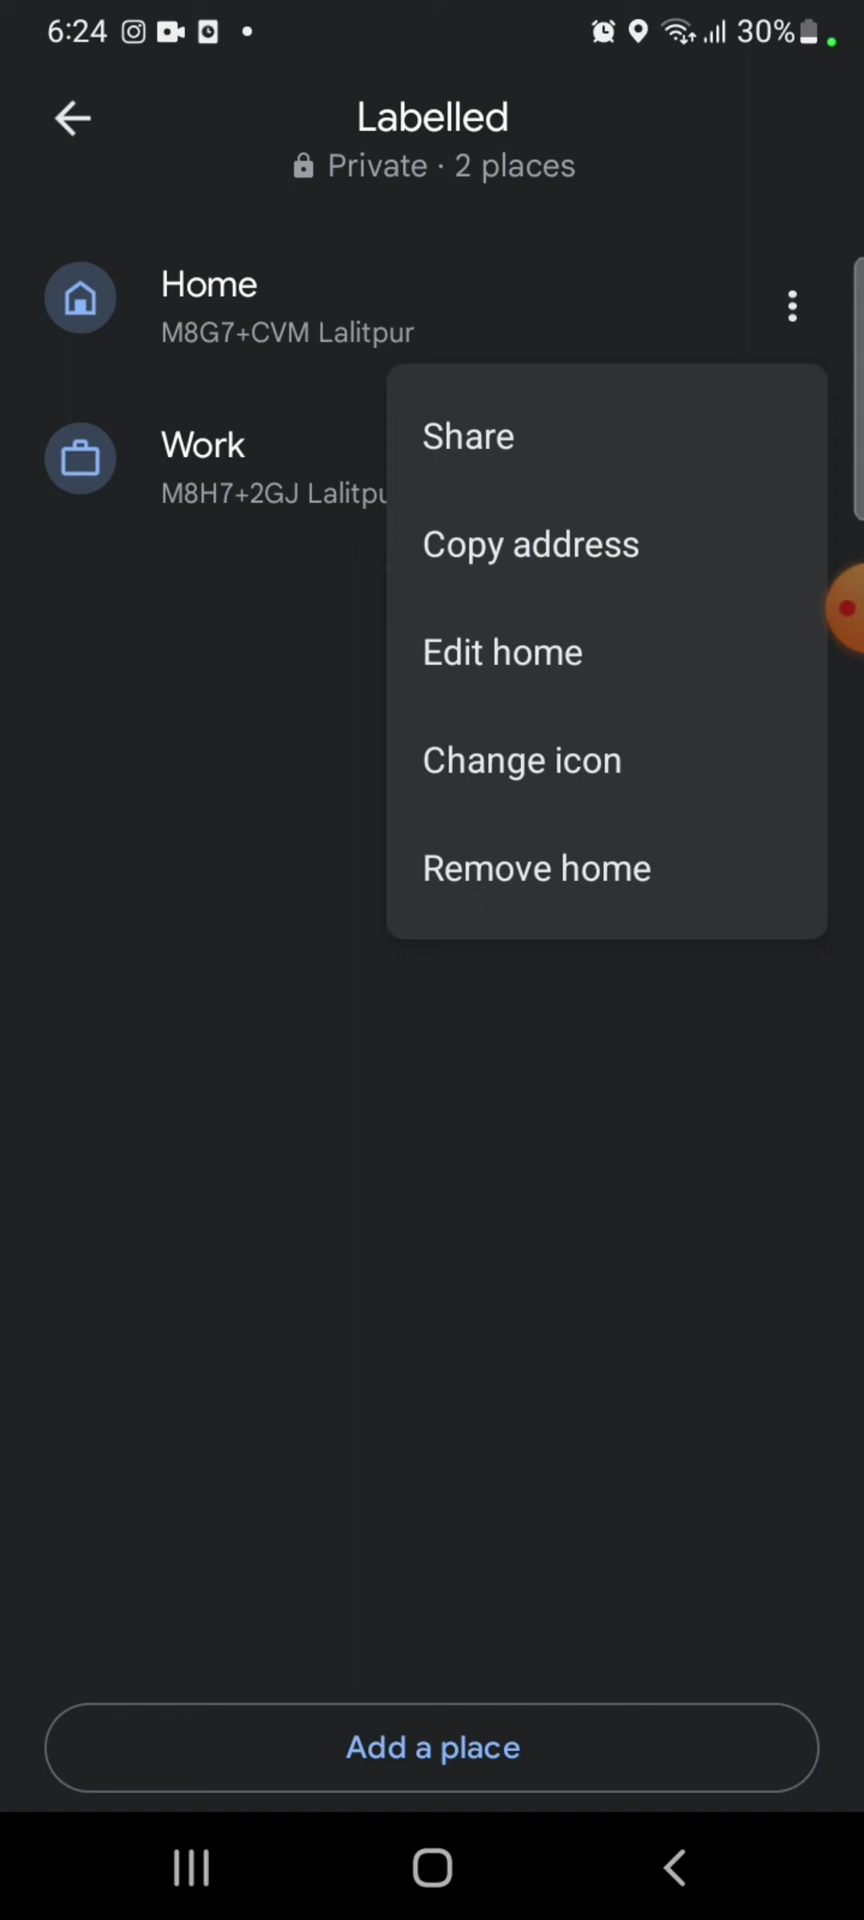 6:24
30%
Labelled
Private · 2 places
Home
M8G7+CVM Lalitpur
Work
M8H7+2GJ
Share
Copy address
Edit home
Change icon
Remove home
Add a place